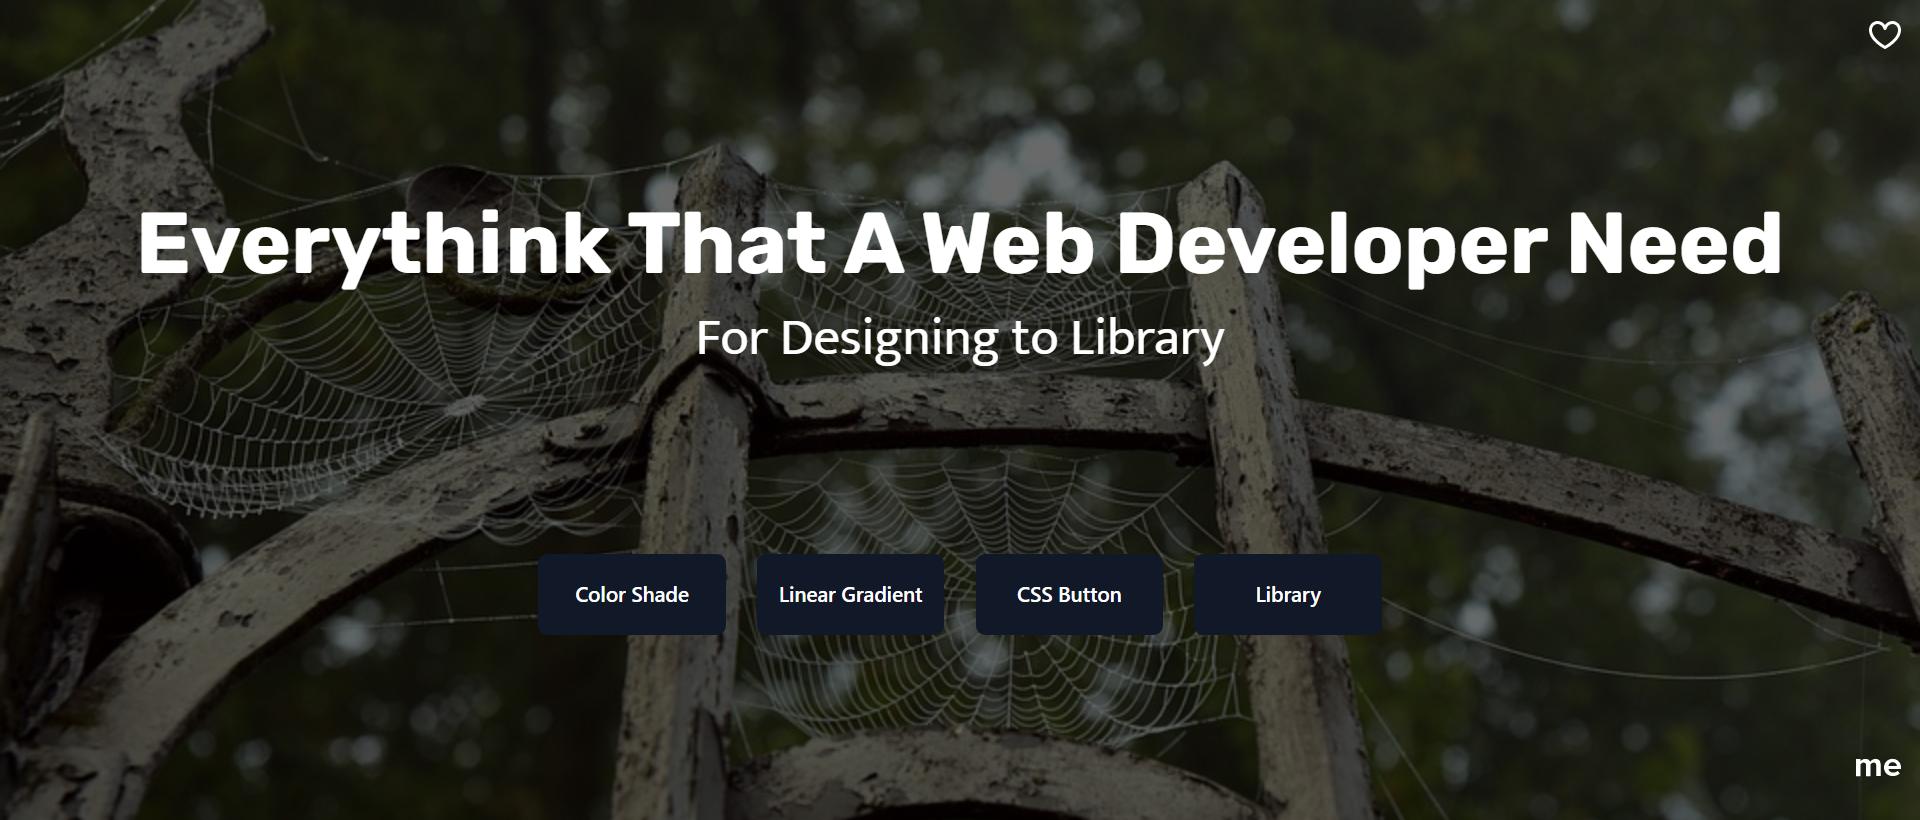 Everythink That A Web Developer Need
For Designing to Library
Color Shade
Linear Gradient
CSS Button
Library
me